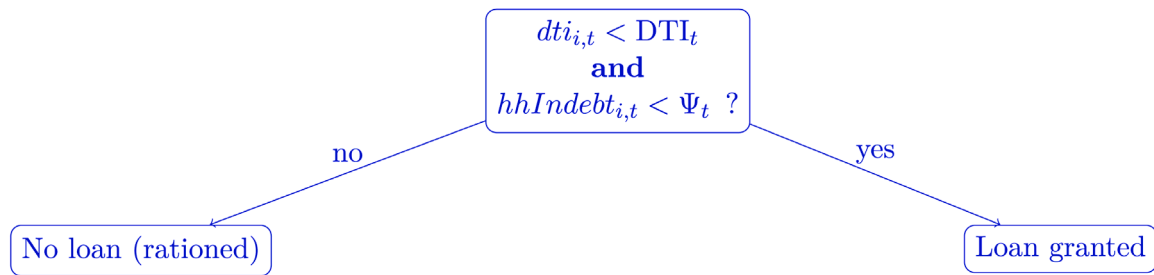 dti_{i,t} < DTI_t
and
hhIndebt_{i,t} < Ψ_t ?
no
yes
No loan (rationed)
Loan granted